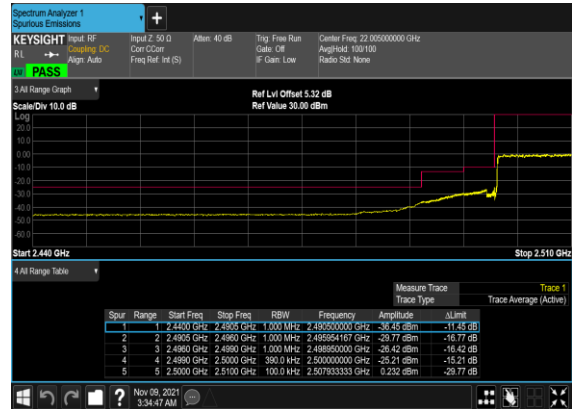 Spectrum Analyzer 1
Spurious Emissions
KEYSIGHT Input: RF Input Z: 50 Ω Atten: 40 dB Trig: Free Run Center Freq: 22.005000000 GHz
RL Coupling: DC Corr CCorr Gate: Off Avg|Hold: 100/100
Align: Auto Freq Ref: Int (S) IF Gain: Low Radio Std: None
LW PASS
3 All Range Graph
Ref Lvl Offset 5.32 dB
Scale/Div 10.0 dB Ref Value 30.00 dBm
Log
20.0
10.0
0.00
-10.0
-20.0
-30.0
-40.0
-50.0
-60.0
Start 2.440 GHz Stop 2.510 GHz
4 All Range Table
Measure Trace Trace 1
Trace Type Trace Average (Active)
Spur Range Start Freq Stop Freq RBW Frequency Amplitude ΔLimit
1 1 2.4400 GHz 2.4905 GHz 1.000 MHz 2.490500000 GHz -36.45 dBm -11.45 dB
2 2 2.4905 GHz 2.4960 GHz 1.000 MHz 2.495954167 GHz -29.77 dBm -16.77 dB
3 3 2.4960 GHz 2.4990 GHz 1.000 MHz 2.498950000 GHz -26.42 dBm -16.42 dB
4 4 2.4990 GHz 2.5000 GHz 390.0 kHz 2.500000000 GHz -25.21 dBm -15.21 dB
5 5 2.5000 GHz 2.5100 GHz 100.0 kHz 2.507933333 GHz 0.232 dBm -29.77 dB
Nov 09, 2021
3:34:47 AM